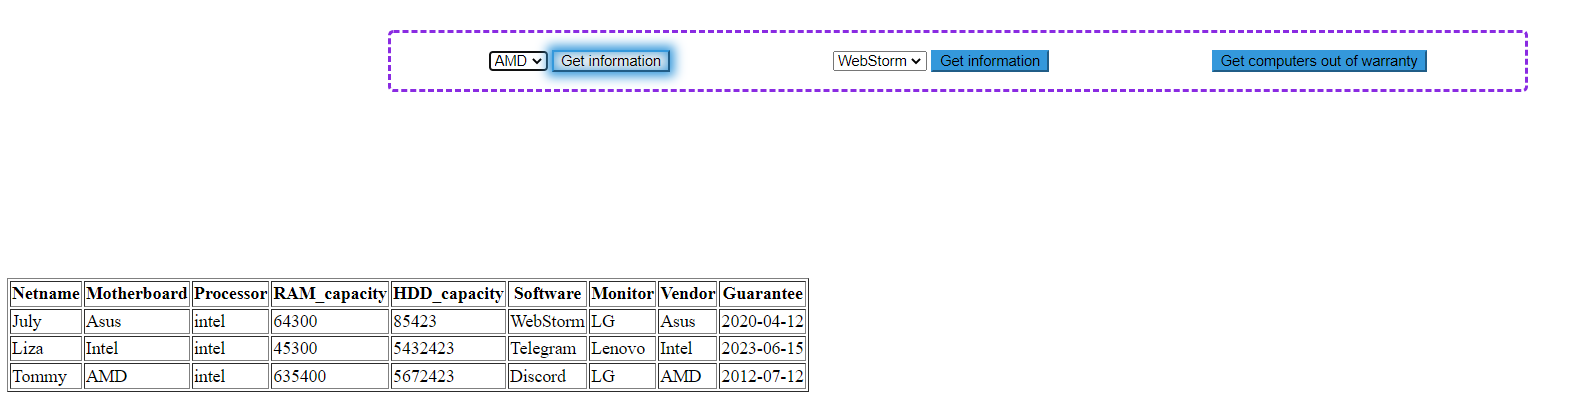 AMD Get information WebStorm Get information Get computers out of warranty
Netname Motherboard Processor RAM_capacity HDD_capacity Software Monitor Vendor Guarantee
July Asus intel 64300 85423 WebStorm LG Asus 2020-04-12
Liza Intel intel 45300 5432423 Telegram Lenovo Intel 2023-06-15
Tommy AMD intel 635400 5672423 Discord LG AMD 2012-07-12